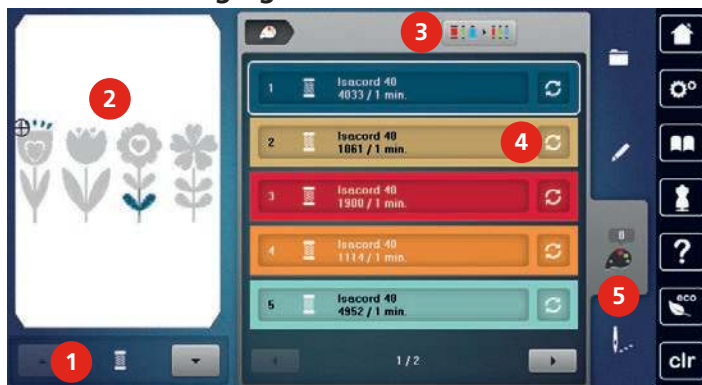 3
1 Isacord 40
4033 / 1 min.
2
2 Isacord 40
1061 / 1 min.
4
3 Isacord 40
1900 / 1 min.
0
4 Isacord 40
1114 / 1 min.
?
5
eco
5 Isacord 40
4952 / 1 min.
1
1 / 2
clr